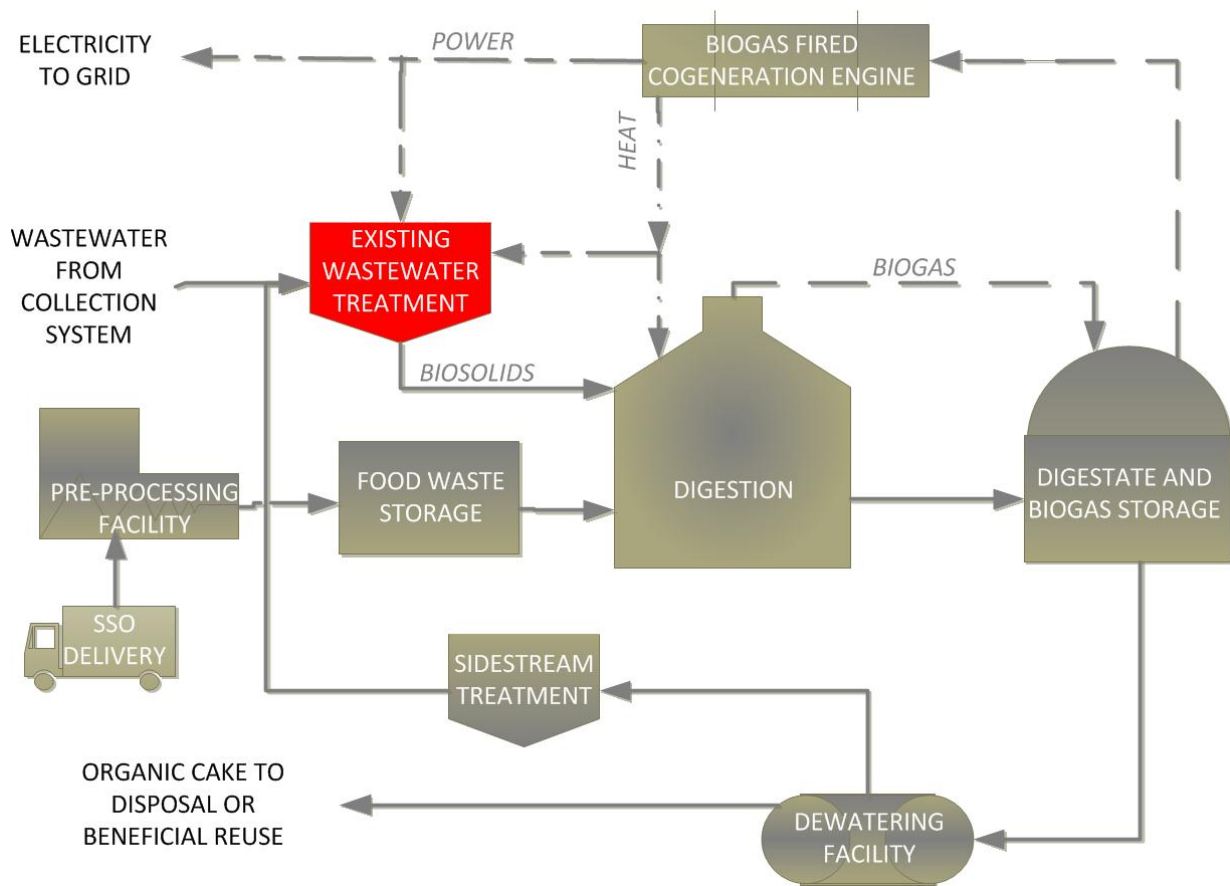 ELECTRICITY
TO GRID
POWER
BIOGAS FIRED
COGENERATION ENGINE
HEAT
WASTEWATER
FROM
COLLECTION
SYSTEM
EXISTING
WASTEWATER
TREATMENT
BIOGAS
BIOSOLIDS
PRE-PROCESSING
FACILITY
FOOD WASTE
STORAGE
DIGESTION
DIGESTATE AND
BIOGAS STORAGE
SSO
DELIVERY
SIDESTREAM
TREATMENT
ORGANIC CAKE TO
DISPOSAL OR
BENEFICIAL REUSE
DEWATERING
FACILITY